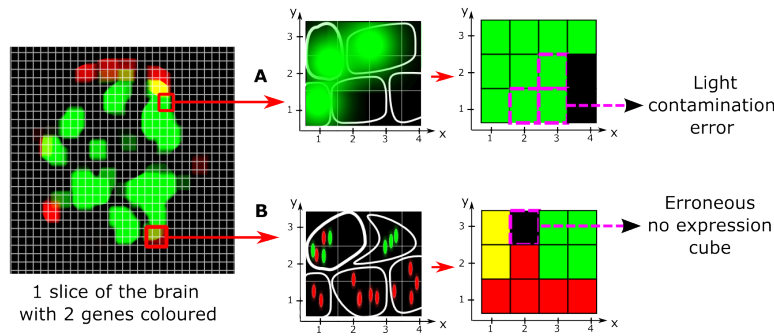 1 slice of the brain
with 2 genes coloured
A
y
3
2
1
1
2
3
4
x
y
3
2
1
1
2
3
4
x
Light
contamination
error
B
y
3
2
1
1
2
3
4
x
y
3
2
1
1
2
3
4
x
Erroneous
no expression
cube